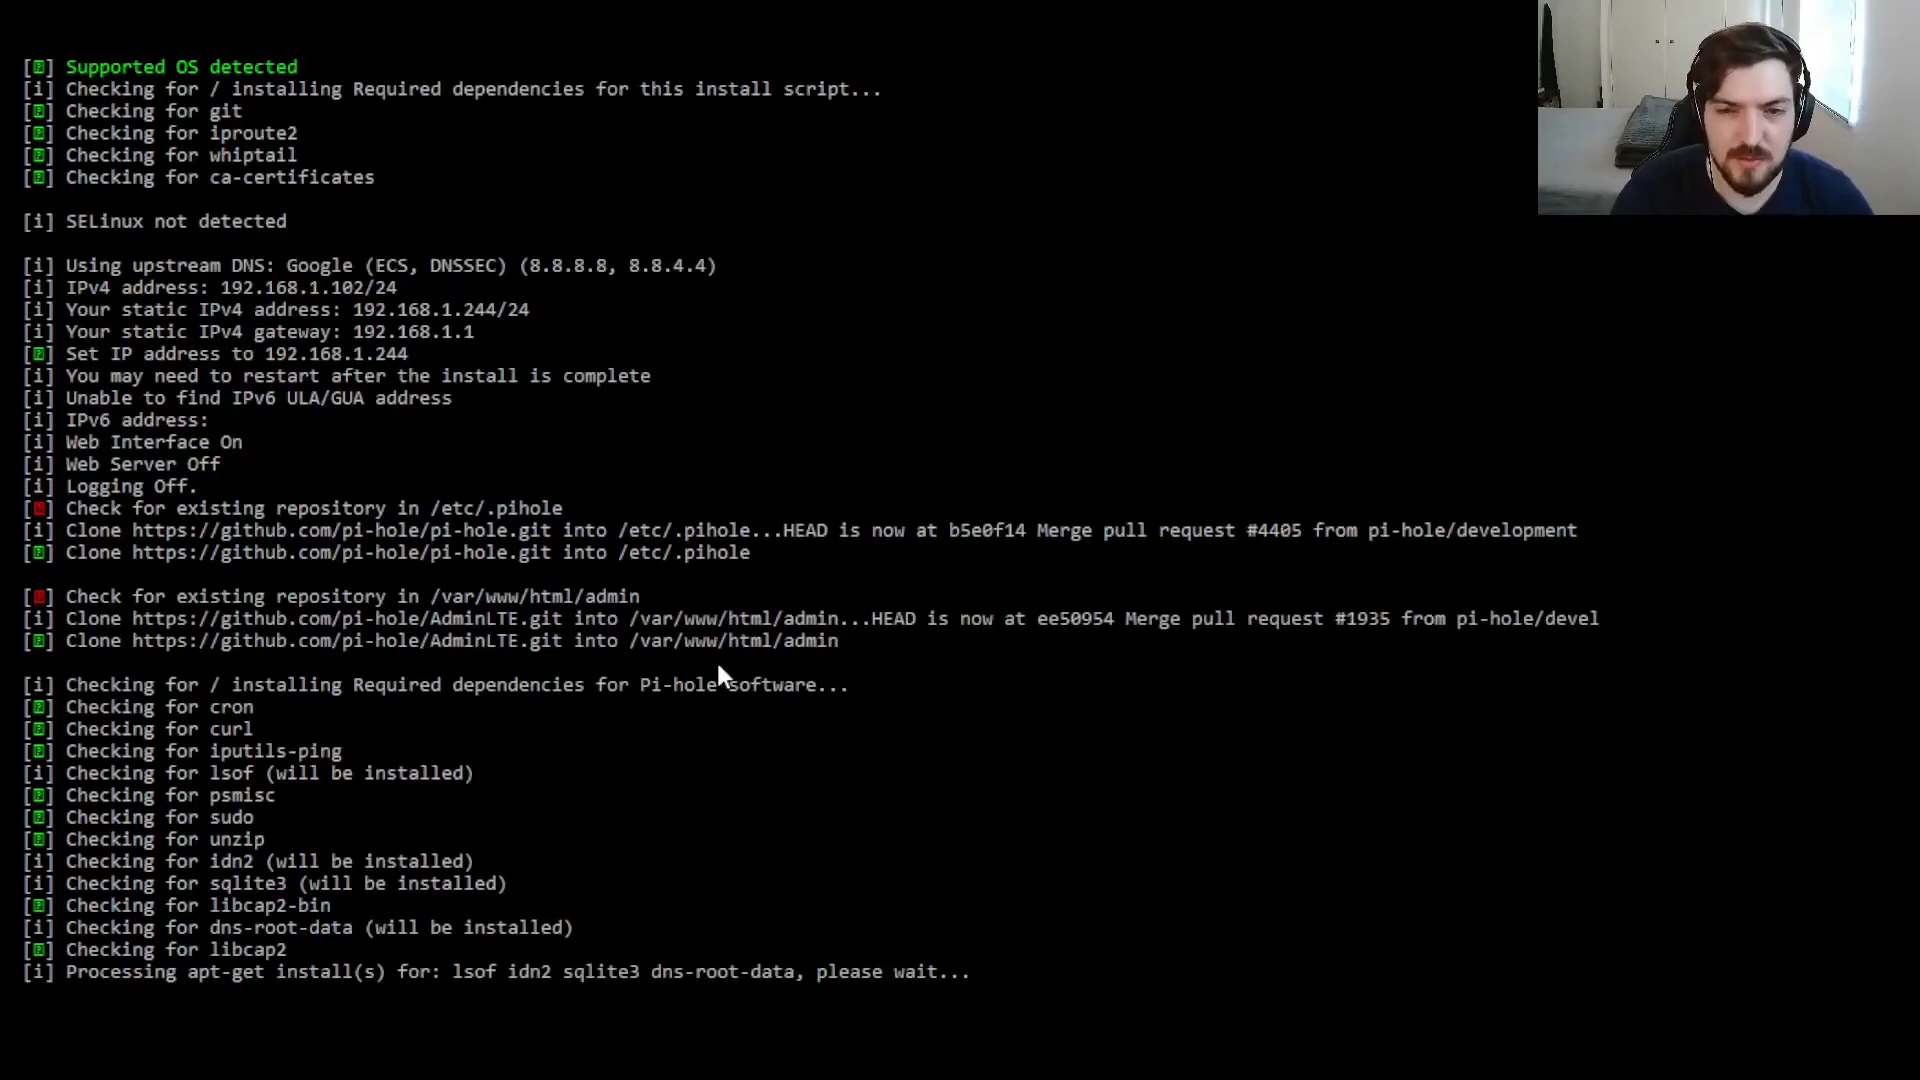 [?] Supported OS detected
[i] Checking for / installing Required dependencies for this install script...
[?] Checking for git
[?] Checking for iproute2
[?] Checking for whiptail
[?] Checking for ca-certificates
[i] SELinux not detected
[i] Using upstream DNS: Google (ECS, DNSSEC) (8.8.8.8, 8.8.4.4)
[i] IPv4 address: 192.168.1.102/24
[i] Your static IPv4 address: 192.168.1.244/24
[i] Your static IPv4 gateway: 192.168.1.1
[?] Set IP address to 192.168.1.244
[i] You may need to restart after the install is complete
[i] Unable to find IPv6 ULA/GUA address
[i] IPv6 address:
[i] Web Interface On
[i] Web Server Off
[i] Logging Off.
[?] Check for existing repository in /etc/.pihole
[i] Clone https://github.com/pi-hole/pi-hole.git into /etc/.pihole...HEAD is now at b5e0f14 Merge pull request #4405 from pi-hole/development
[?] Clone https://github.com/pi-hole/pi-hole.git into /etc/.pihole
[?] Check for existing repository in /var/www/html/admin
[i] Clone https://github.com/pi-hole/AdminLTE.git into /var/www/html/admin...HEAD is now at ee50954 Merge pull request #1935 from pi-hole/devel
[?] Clone https://github.com/pi-hole/AdminLTE.git into /var/www/html/admin
[i] Checking for / installing Required dependencies for Pi-hole software...
[?] Checking for cron
[?] Checking for curl
[?] Checking for iputils-ping
[i] Checking for lsof (will be installed)
[?] Checking for psmisc
[?] Checking for sudo
[?] Checking for unzip
[i] Checking for idn2 (will be installed)
[i] Checking for sqlite3 (will be installed)
[?] Checking for libcap2-bin
[i] Checking for dns-root-data (will be installed)
[?] Checking for libcap2
[i] Processing apt-get install(s) for: lsof idn2 sqlite3 dns-root-data, please wait...